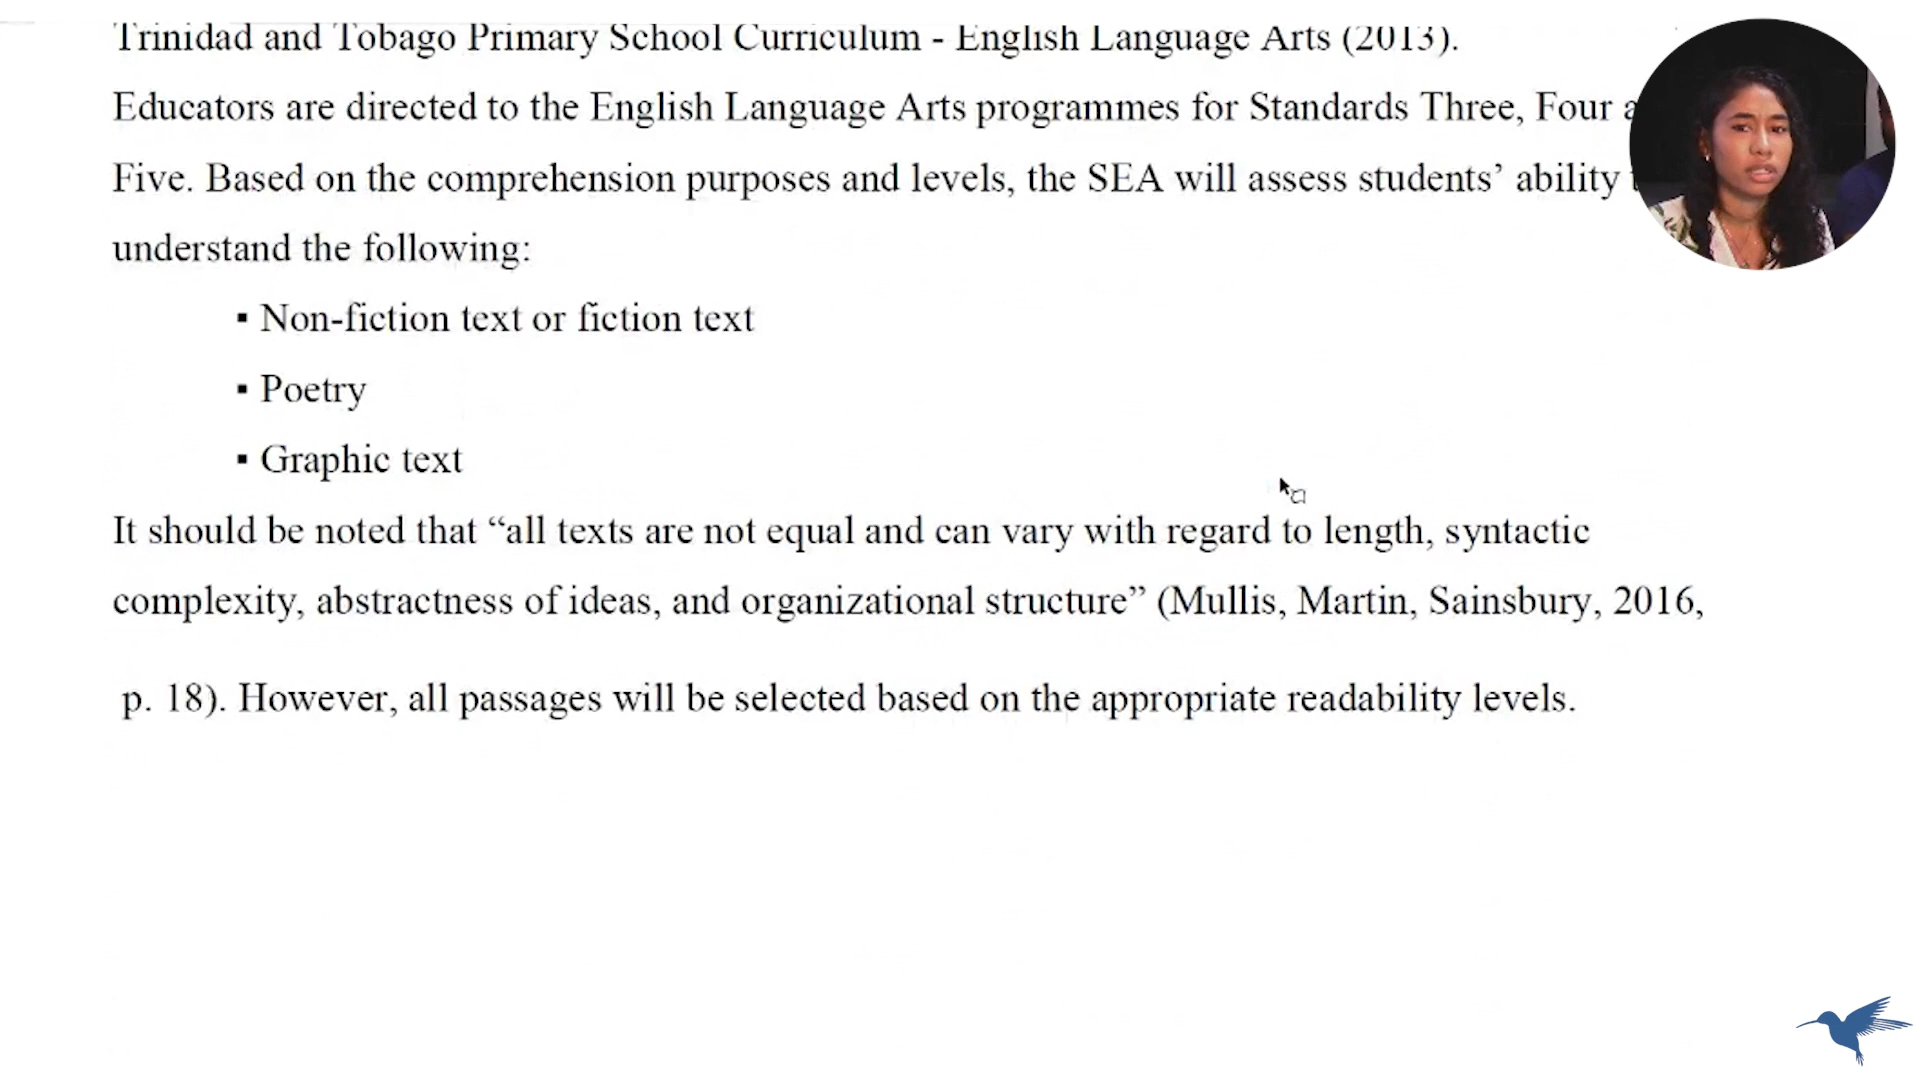 Trinidad and Tobago Primary School Curriculum - English Language Arts (2013).
Educators are directed to the English Language Arts programmes for Standards Three, Four
Five. Based on the comprehension purposes and levels, the SEA will assess students’ ability
understand the following:
▪ Non-fiction text or fiction text
▪ Poetry
▪ Graphic text
It should be noted that “all texts are not equal and can vary with regard to length, syntactic
complexity, abstractness of ideas, and organizational structure” (Mullis, Martin, Sainsbury, 2016,
p. 18). However, all passages will be selected based on the appropriate readability levels.